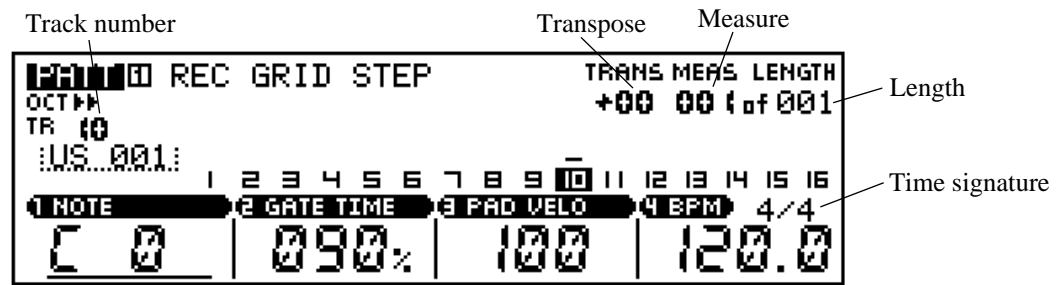 Track number Transpose Measure
PATT 1 REC GRID STEP TRANS MEAS LENGTH
OCT +00 001 of 001 Length
TR 10
US 001
1 2 3 4 5 6 7 8 9 10 11 12 13 14 15 16
1 NOTE 2 GATE TIME 3 PAD VELO 4 BPM 4/4 Time signature
C 0 090% 100 120.0